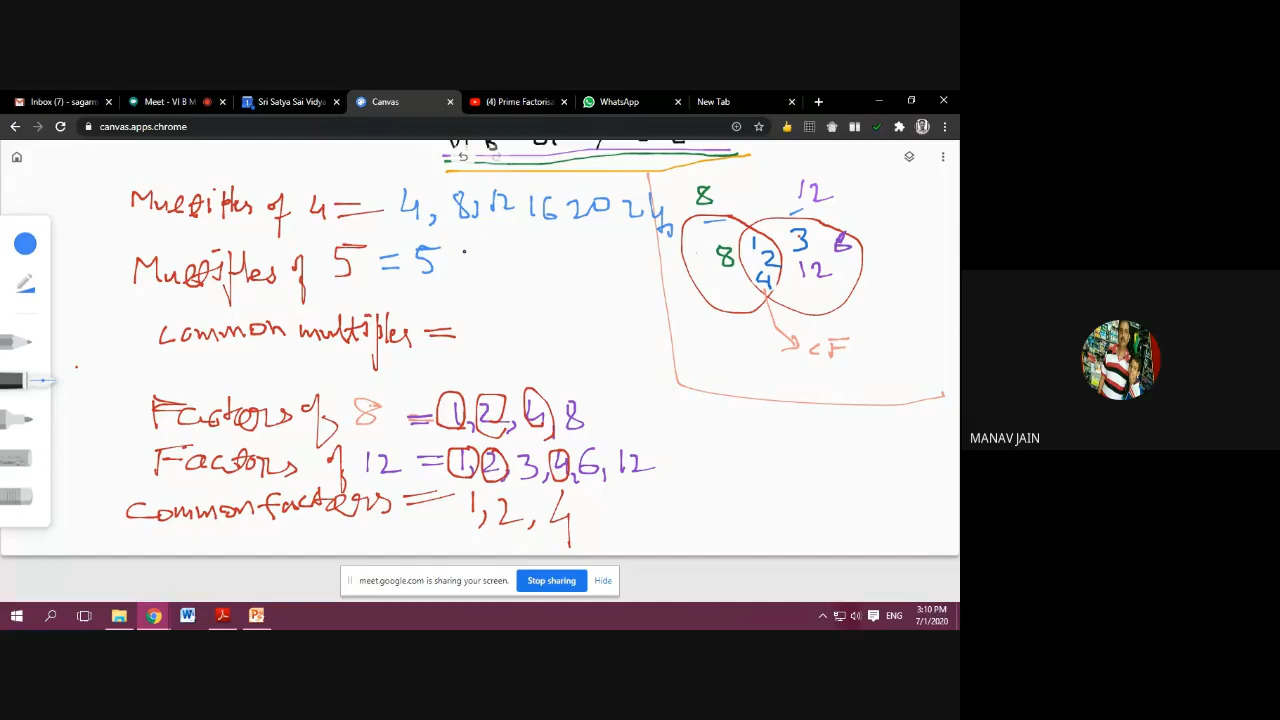 Inbox (7) - sagarm
Meet - VI B M
Sri Satya Sai Vidya
Canvas
(4) Prime Factorisa
WhatsApp
New Tab
canvas.apps.chrome
Multiples of 4 = 4, 8, 12 16 20 24,
Multiples of 5 = 5
common multiples =
Factors of 8 = 1, 2, 4, 8
Factors of 12 = 1, 2, 3, 4, 6, 12
Common factors = 1, 2, 4
8 12
8 1 2 4 3 6 12
CF
MANAV JAIN
meet.google.com is sharing your screen.
Stop sharing
Hide
ENG
3:10 PM
7/1/2020